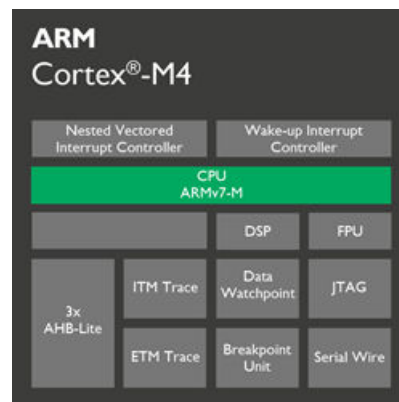 ARM
Cortex®-M4
Nested Vectored
Interrupt Controller
Wake-up Interrupt
Controller
CPU
ARMv7-M
DSP
FPU
3x
AHB-Lite
ITM Trace
Data
Watchpoint
JTAG
ETM Trace
Breakpoint
Unit
Serial Wire